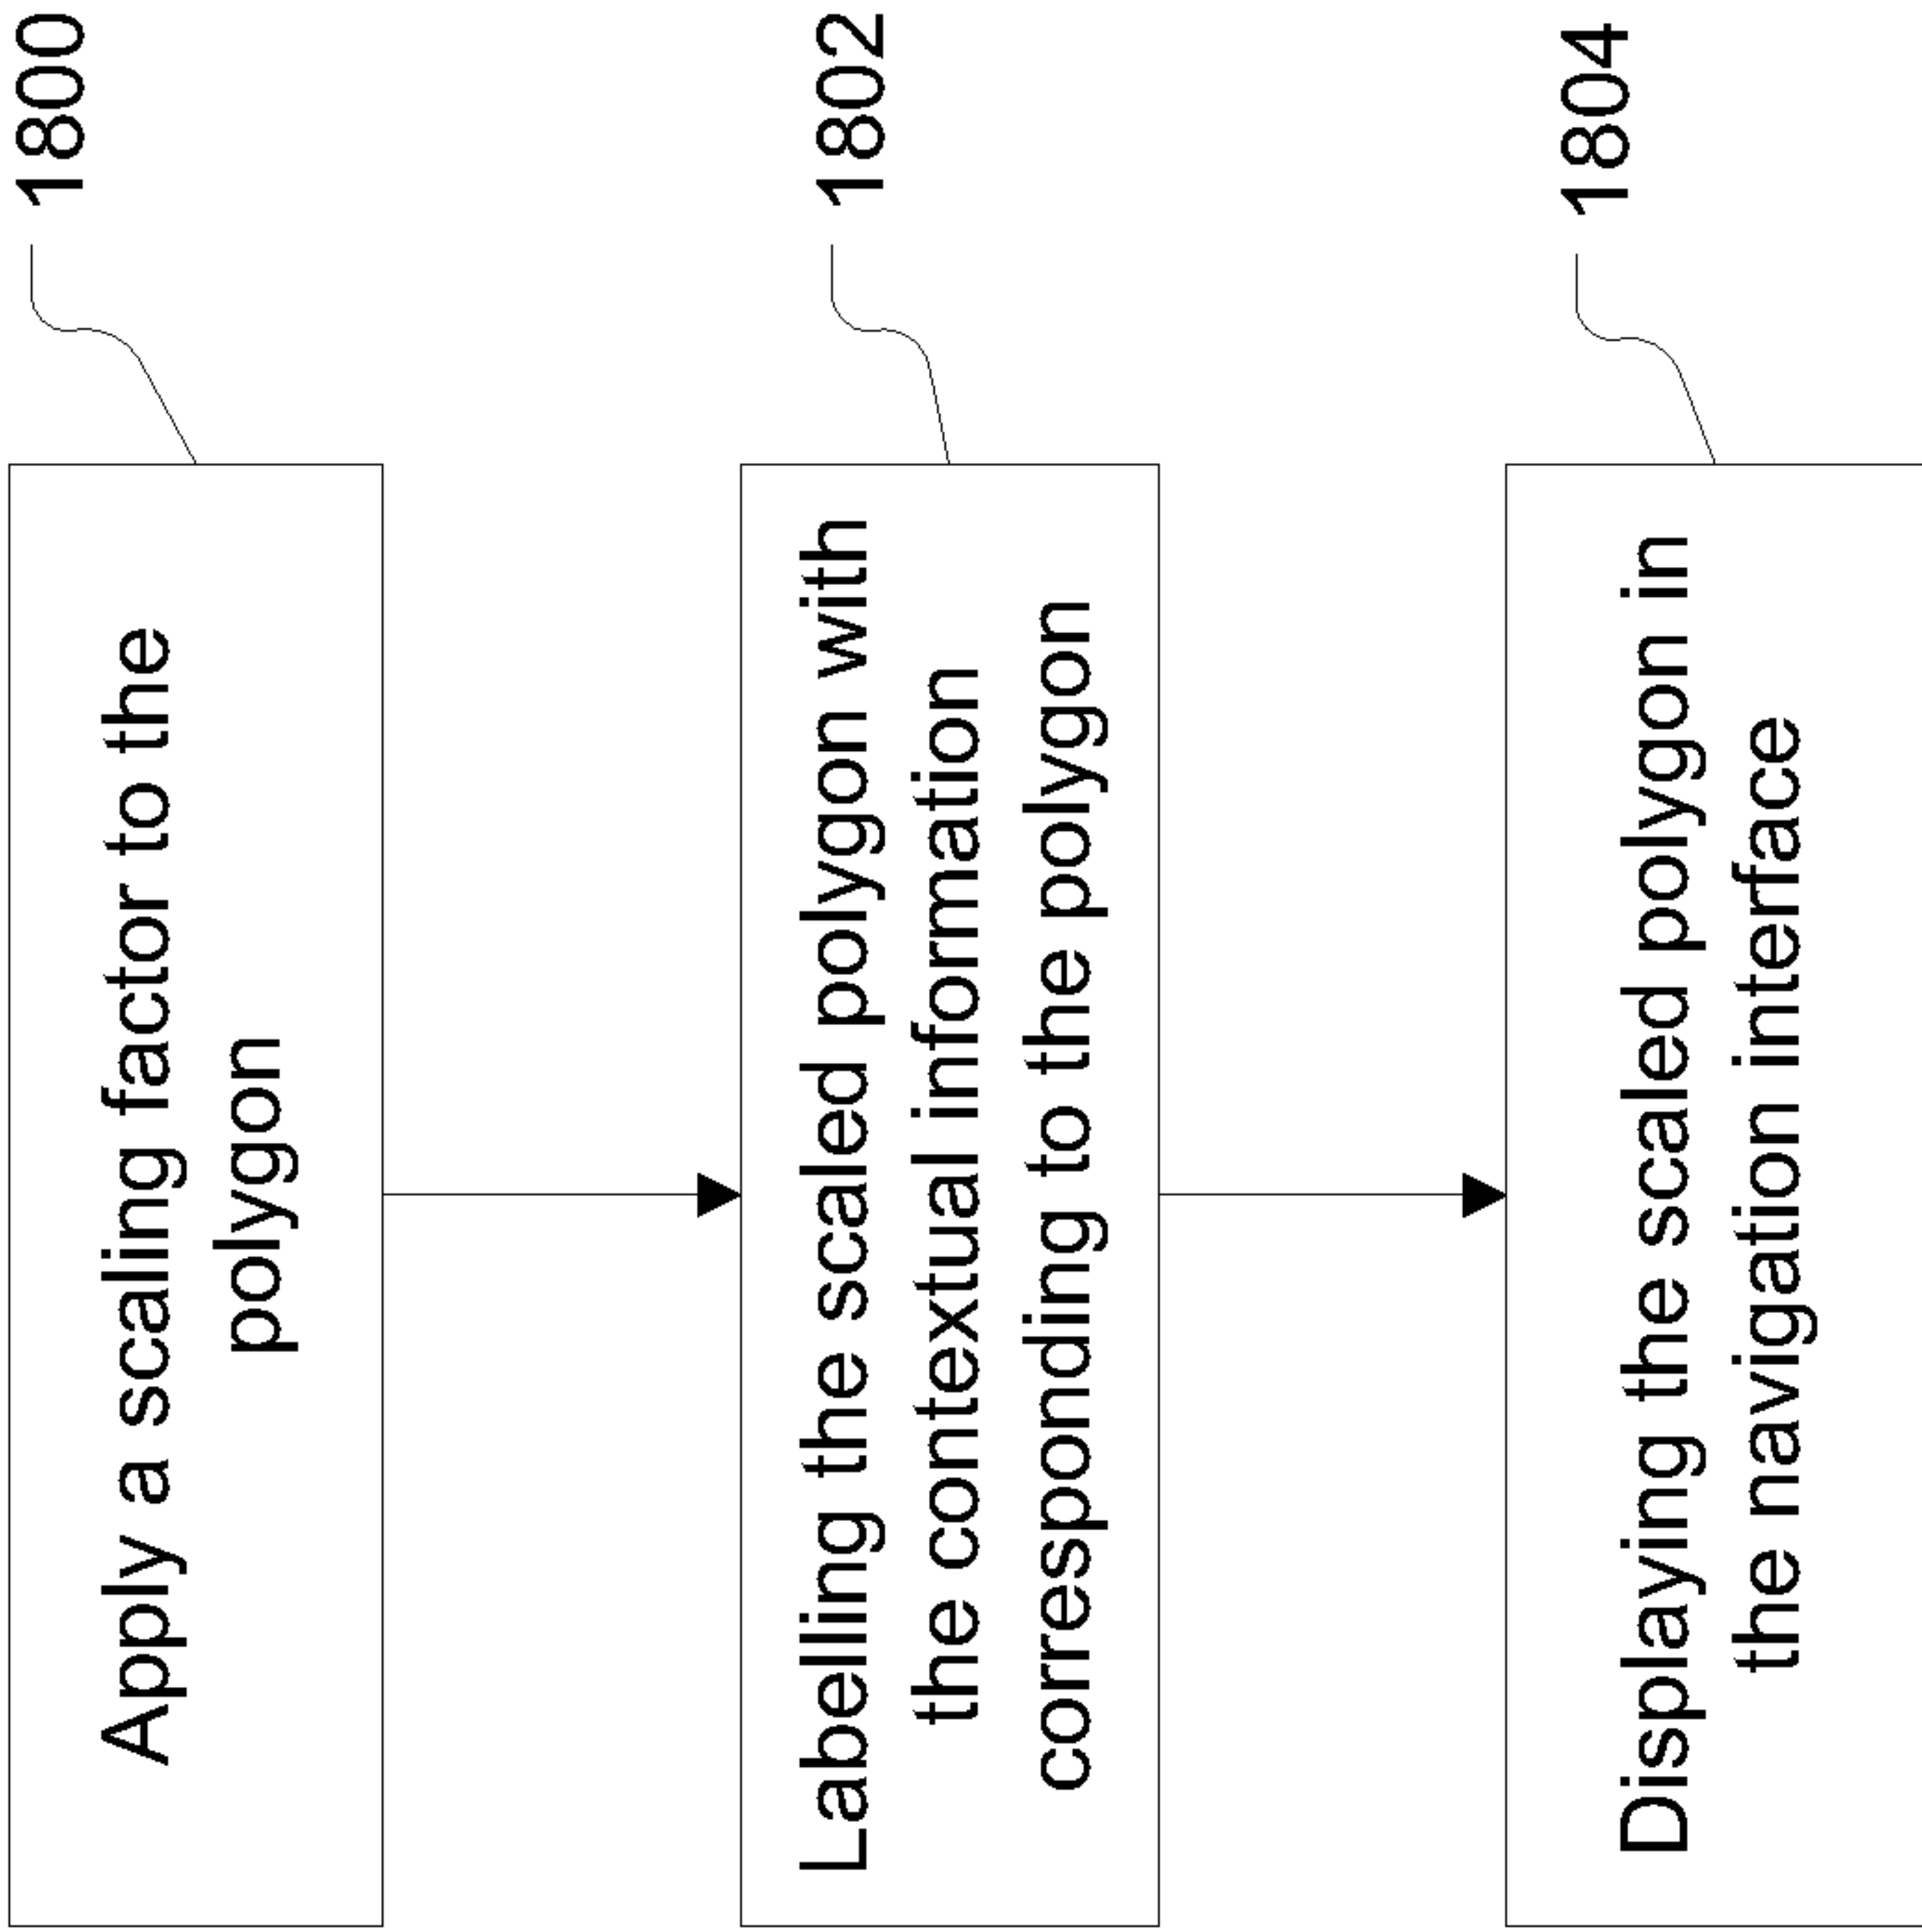 Apply a scaling factor to the
polygon
1800
Labelling the scaled polygon with
the contextual information
corresponding to the polygon
1802
Displaying the scaled polygon in
the navigation interface
1804